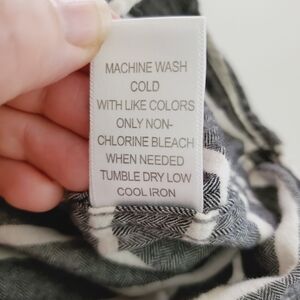 MACHINE WASH
COLD
WITH LIKE COLORS
ONLY NON-
CHLORINE BLEACH
WHEN NEEDED
TUMBLE DRY LOW
COOL IRON